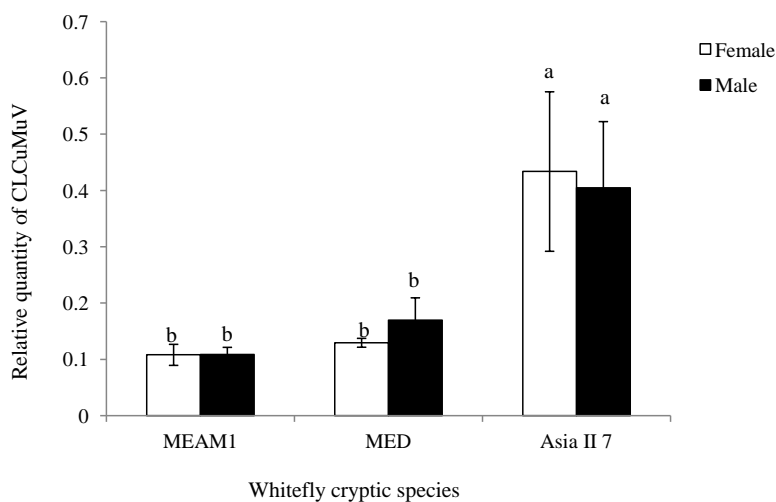 0.7
0.6
0.5
0.4
0.3
0.2
0.1
0
Relative quantity of CLCuMuV
b b
b b
a a
MEAM1 MED Asia II 7
Whitefly cryptic species
Female
Male